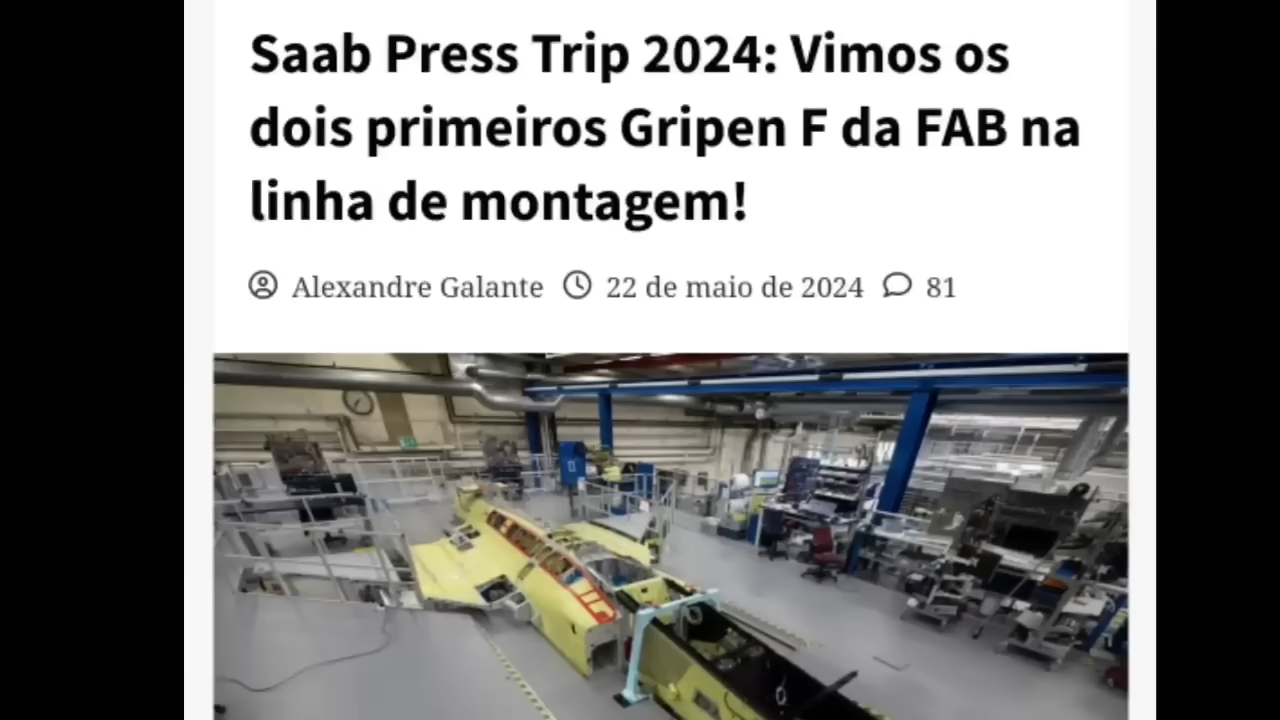 Saab Press Trip 2024: Vimos os
dois primeiros Gripen F da FAB na
linha de montagem!
Alexandre Galante 22 de maio de 2024 81